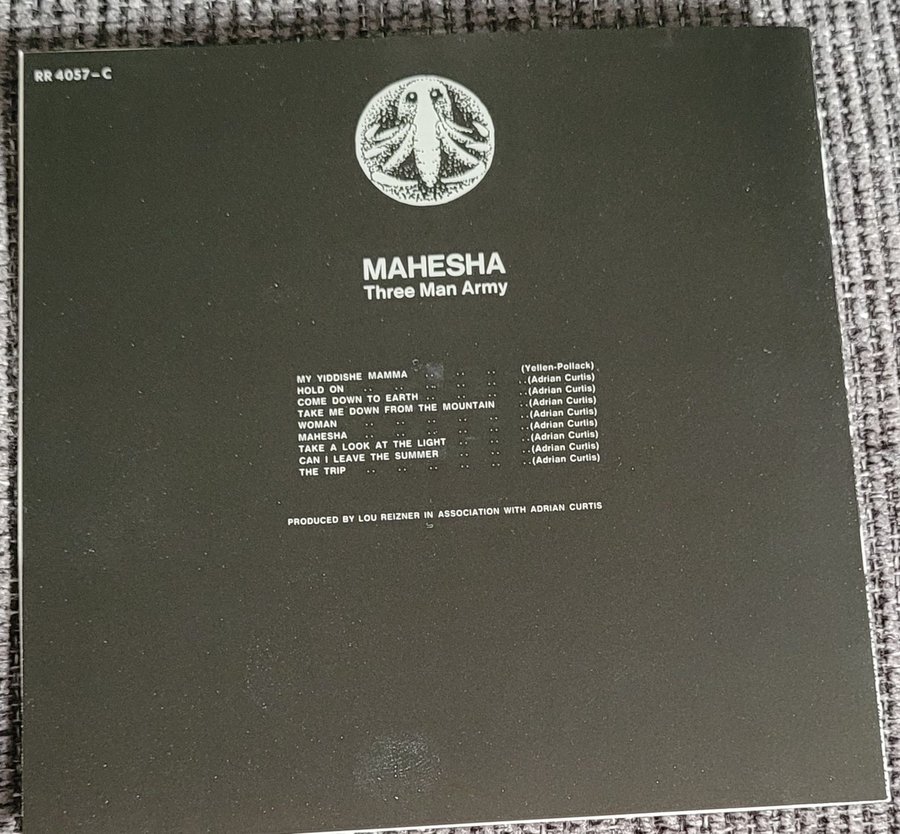 RR 4057-C
MAHESHA
Three Man Army
MY YIDDISHE MAMMA .. .. .. (Yellen-Pollack)
HOLD ON .. .. .. .. .. (Adrian Curtis)
COME DOWN TO EARTH .. .. .. ..(Adrian Curtis)
TAKE ME DOWN FROM THE MOUNTAIN ..(Adrian Curtis)
WOMAN .. .. .. .. ..(Adrian Curtis)
MAHESHA .. .. .. .. ..(Adrian Curtis)
TAKE A LOOK AT THE LIGHT .. .. ..(Adrian Curtis)
CAN I LEAVE THE SUMMER .. .. ..(Adrian Curtis)
THE TRIP .. .. .. .. ..(Adrian Curtis)
PRODUCED BY LOU REIZNER IN ASSOCIATION WITH ADRIAN CURTIS